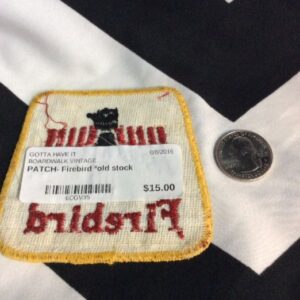 GOTTA HAVE IT
BOARDWALK VINTAGE
PATCH- Firebird *old stock
$15.00
Firebird